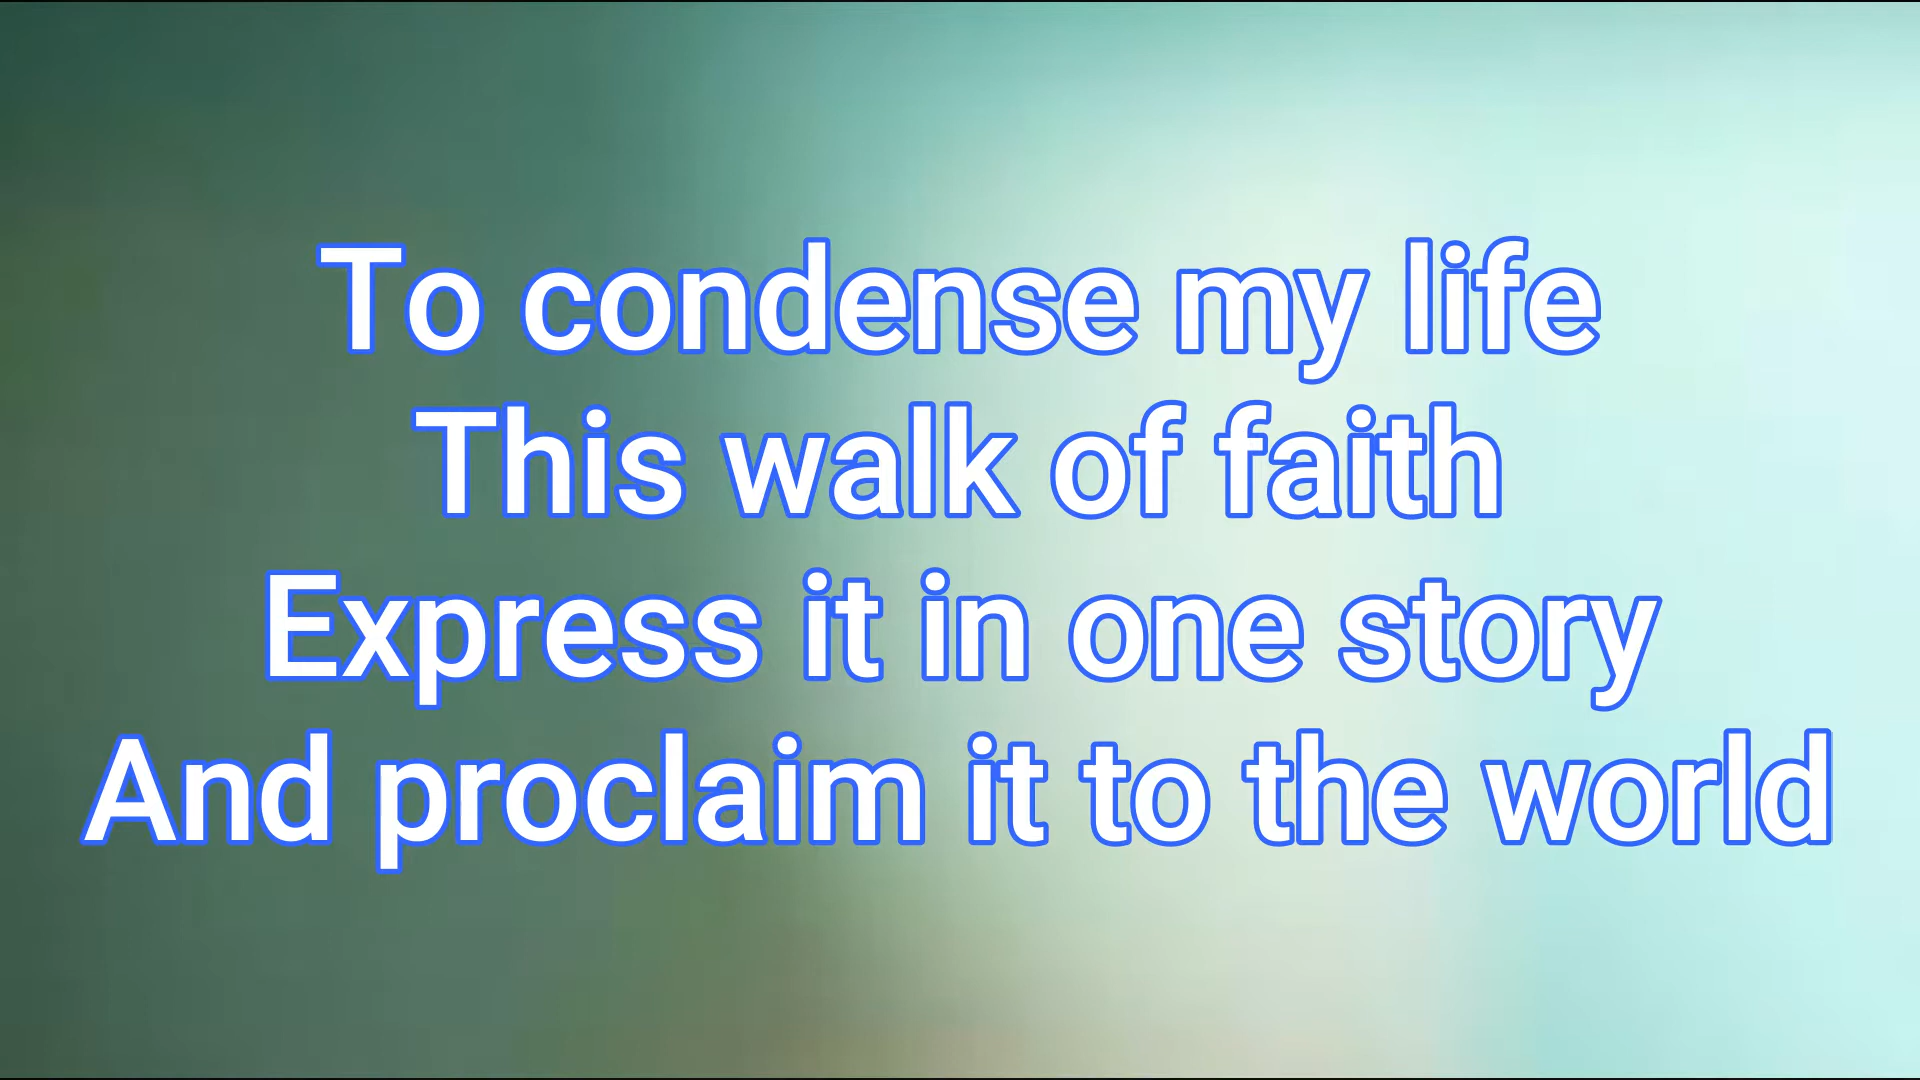 To condense my life
This walk of faith
Express it in one story
And proclaim it to the world